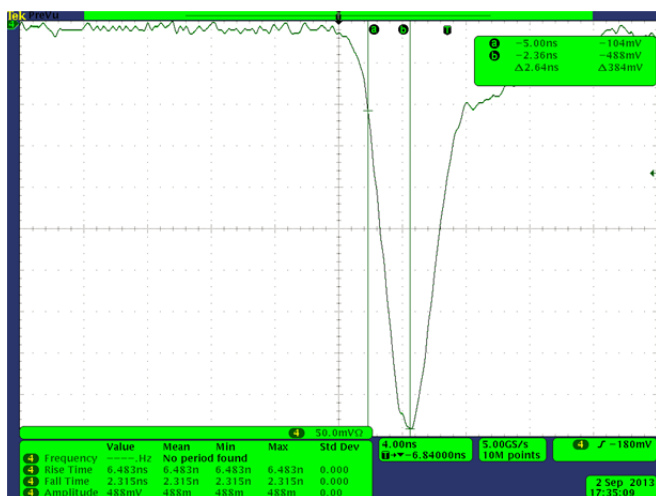 Tek PreVu
a −5.00ns −104mV
b −2.36ns −488mV
Δ2.64ns Δ384mV
a b T
4 50.0mVΩ
Value Mean Min Max Std Dev
4 Frequency ----.Hz No period found
4 Rise Time 6.483ns 6.483n 6.483n 6.483n 0.000
4 Fall Time 2.315ns 2.315n 2.315n 2.315n 0.000
4 Amplitude 488mV 488m 488m 488m 0.00
4.00ns
T→▼−6.84000ns
5.00GS/s
10M points
4 −180mV
2 Sep 2013
17:35:09